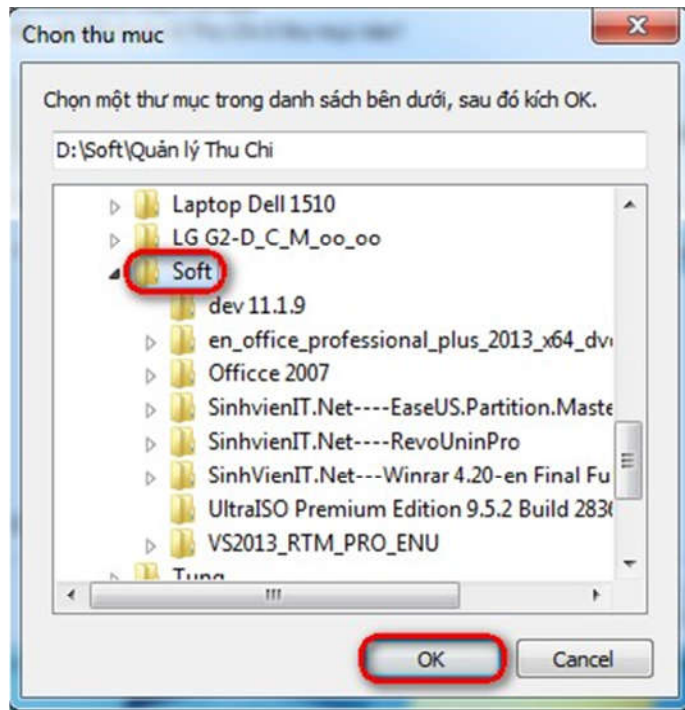 Chon thu muc
Chọn một thư mục trong danh sách bên dưới, sau đó kích OK.
D:\Soft\Quản lý Thu Chi
Laptop Dell 1510
LG G2-D_C_M_oo_oo
Soft
dev 11.1.9
en_office_professional_plus_2013_x64_dv
Officce 2007
SinhvienIT.Net----EaseUS.Partition.Maste
SinhvienIT.Net----RevoUninPro
SinhVienIT.Net---Winrar 4.20-en Final Fu
UltraISO Premium Edition 9.5.2 Build 283
VS2013_RTM_PRO_ENU
Tung
OK
Cancel